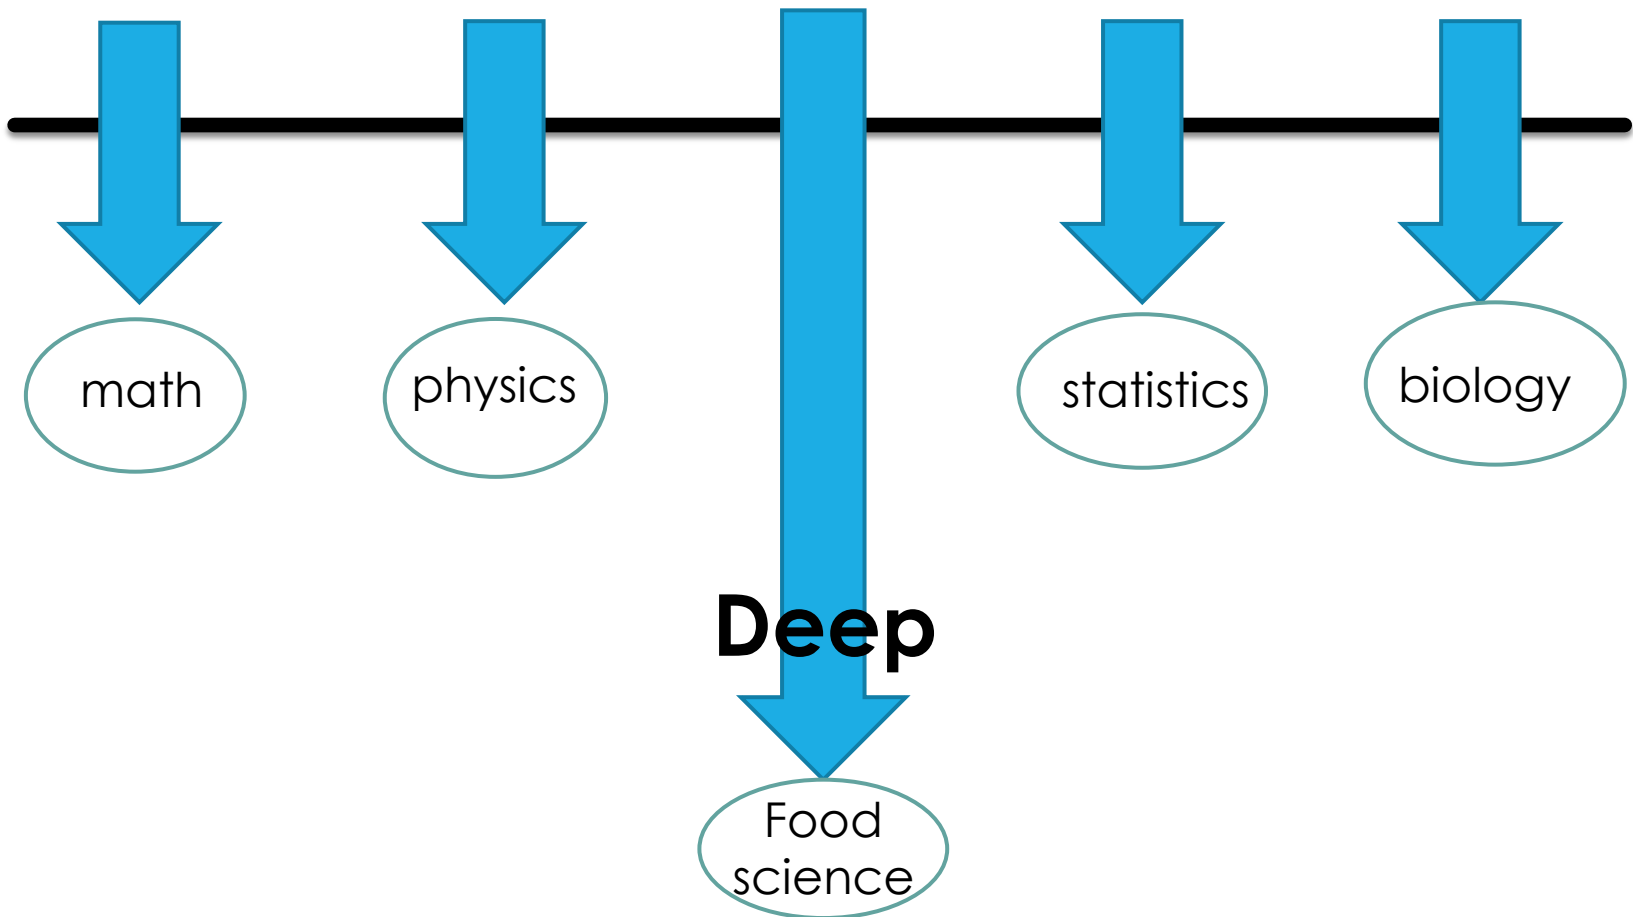 math
physics
statistics
biology
Deep
Food
science